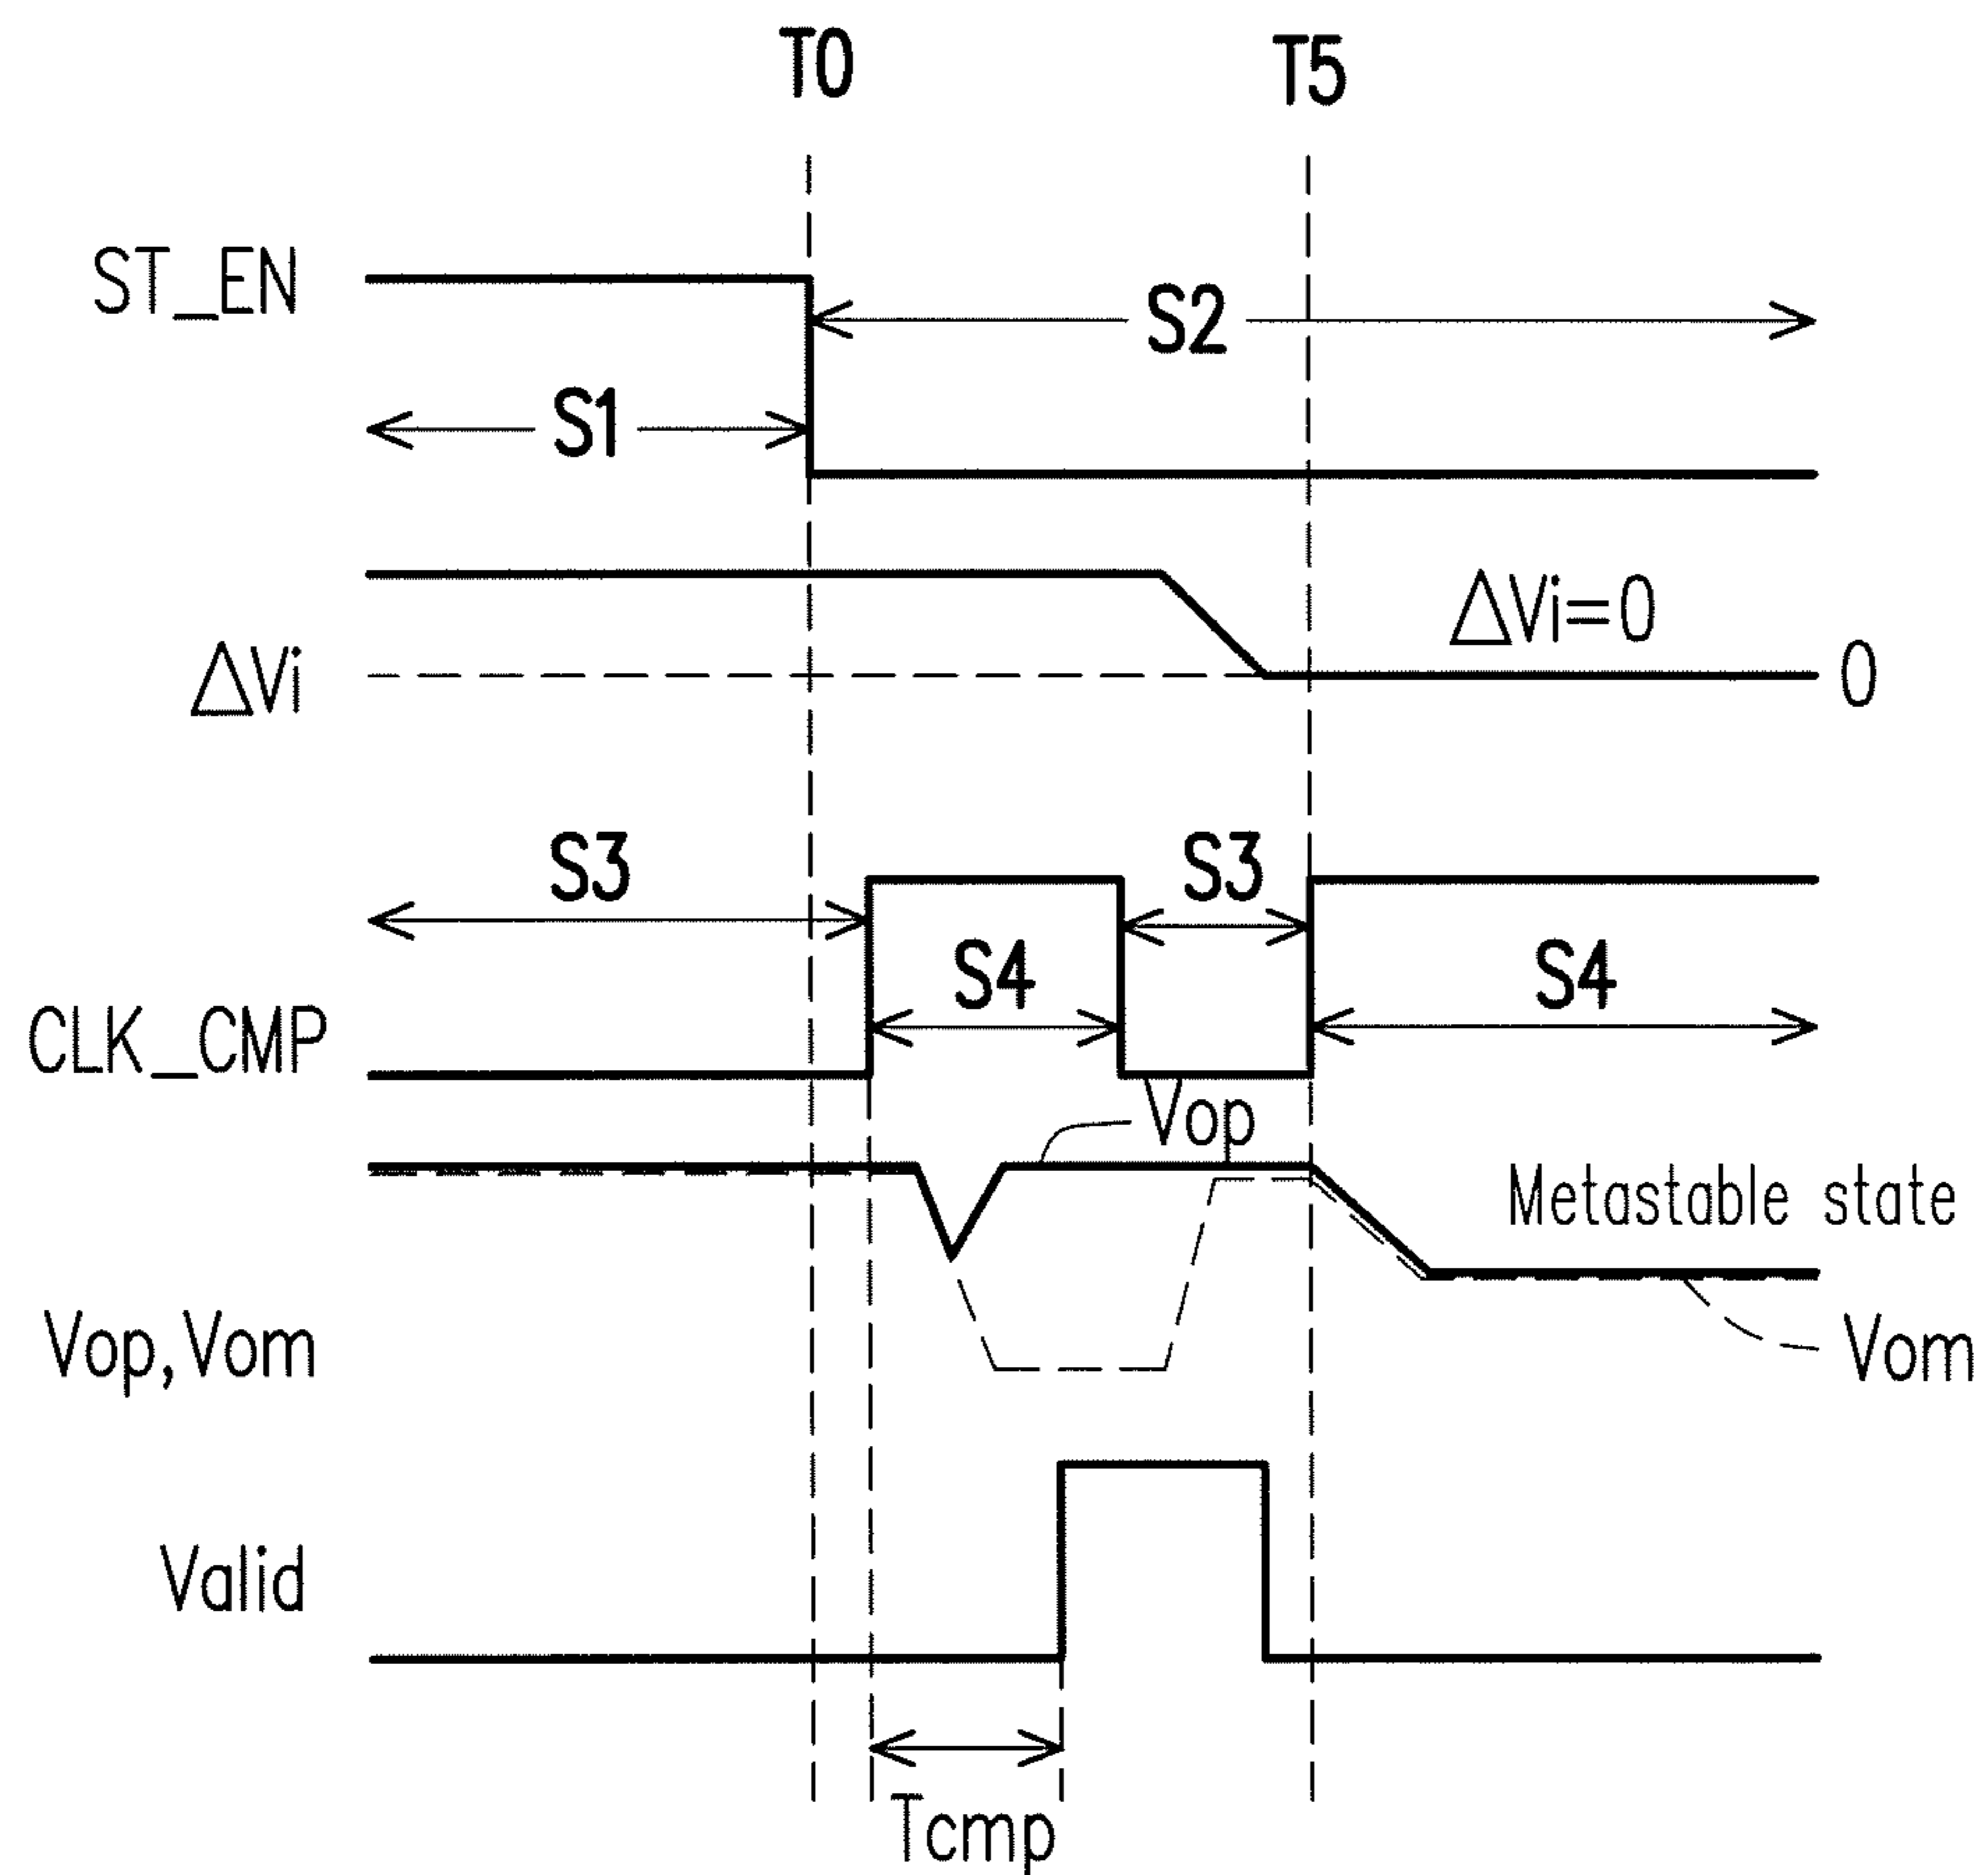 T0 T5
ST_EN
S2
S1
ΔVi=0
ΔVi
0
S3 S3
S4 S4
CLK_CMP
Vop
Metastable state
Vop,Vom
Vom
Valid
Tcmp